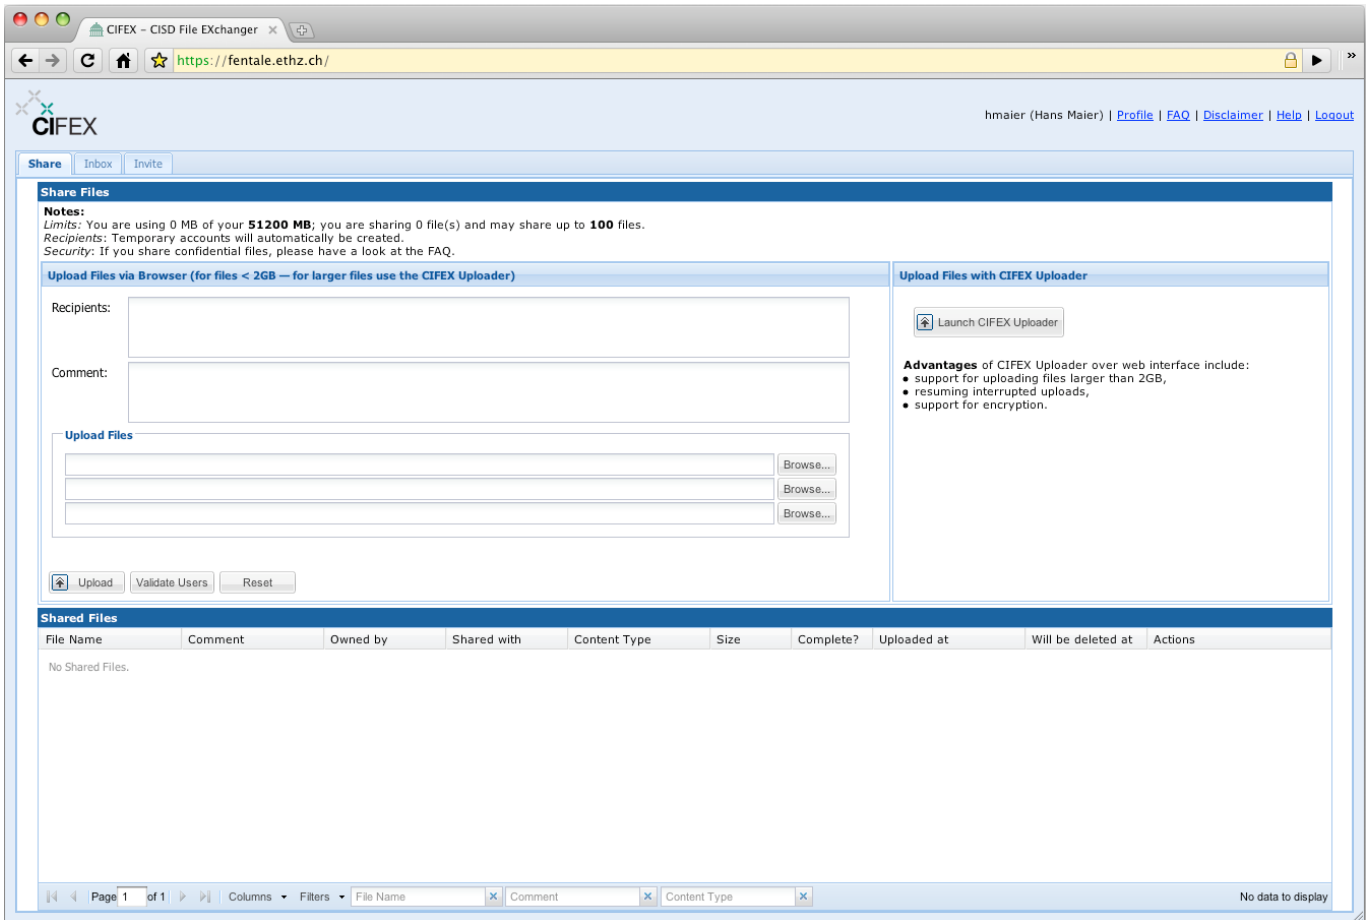 CIFEX – CISD File EXchanger
https://fentale.ethz.ch/
»
CIFEX
hmaier (Hans Maier) | Profile | FAQ | Disclaimer | Help | Logout
Share Inbox Invite
Share Files
Notes:
Limits: You are using 0 MB of your 51200 MB; you are sharing 0 file(s) and may share up to 100 files.
Recipients: Temporary accounts will automatically be created.
Security: If you share confidential files, please have a look at the FAQ.
Upload Files via Browser (for files < 2GB — for larger files use the CIFEX Uploader)
Recipients:
Comment:
Upload Files
Browse...
Browse...
Browse...
Upload Validate Users Reset
Upload Files with CIFEX Uploader
Launch CIFEX Uploader
Advantages of CIFEX Uploader over web interface include:
• support for uploading files larger than 2GB,
• resuming interrupted uploads,
• support for encryption.
Shared Files
File Name Comment Owned by Shared with Content Type Size Complete? Uploaded at Will be deleted at Actions
No Shared Files.
Page 1 of 1 Columns Filters File Name Comment Content Type No data to display